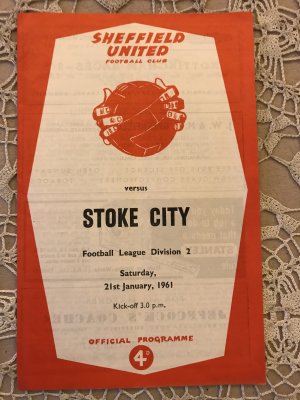 SHEFFIELD
UNITED
FOOTBALL CLUB
versus
STOKE CITY
Football League Division 2
Saturday,
21st January, 1961
Kick-off 3.0 p.m.
OFFICIAL PROGRAMME
4D